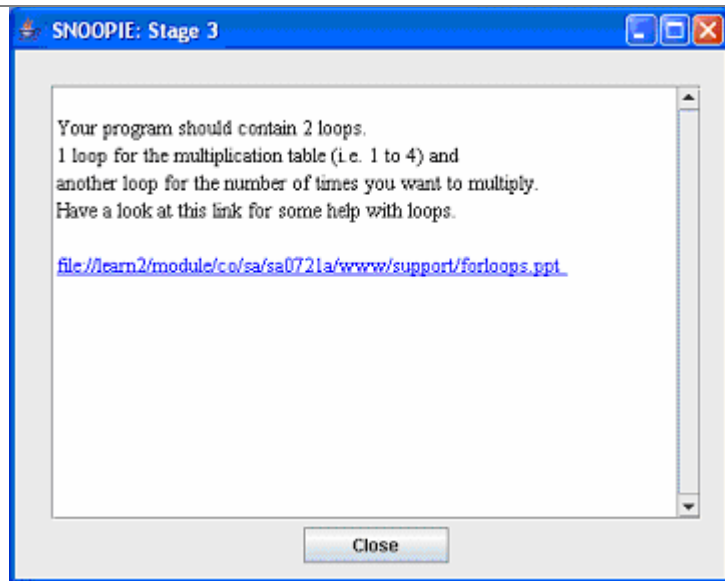 SNOOPIE: Stage 3
Your program should contain 2 loops.
1 loop for the multiplication table (i.e. 1 to 4) and
another loop for the number of times you want to multiply.
Have a look at this link for some help with loops.
file://learn2/module/co/sa/sa0721a/www/support/forloops.ppt
Close